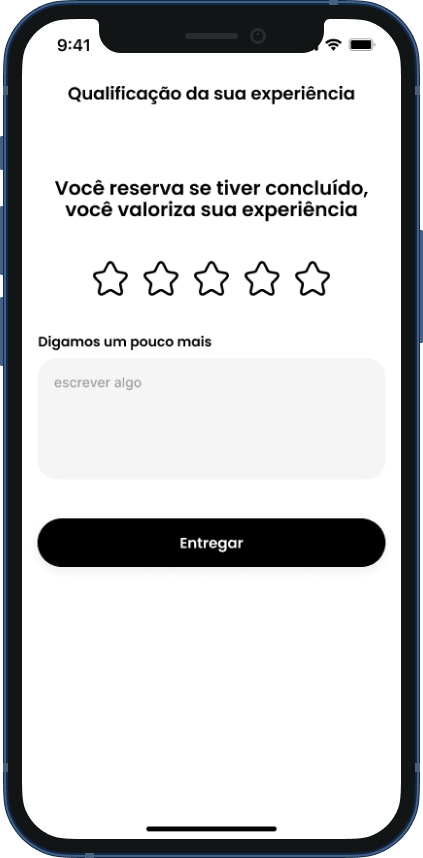 9:41
Qualificação da sua experiência
Você reserva se tiver concluído,
você valoriza sua experiência
Digamos um pouco mais
escrever algo
Entregar